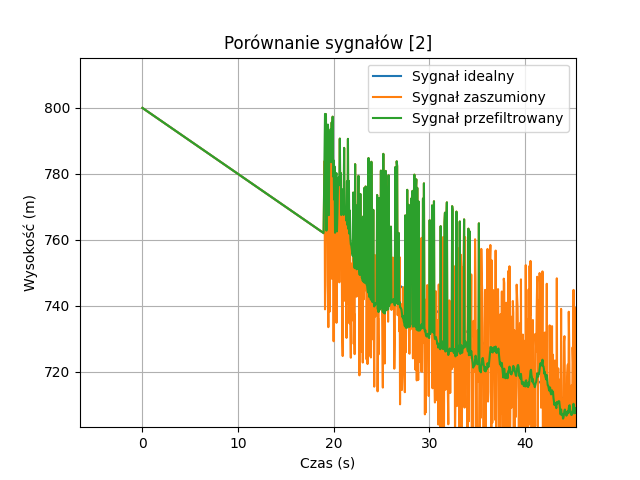 Porównanie sygnałów [2]
Sygnał idealny
Sygnał zaszumiony
Sygnał przefiltrowany
Wysokość (m)
800
780
760
740
720
0 10 20 30 40
Czas (s)